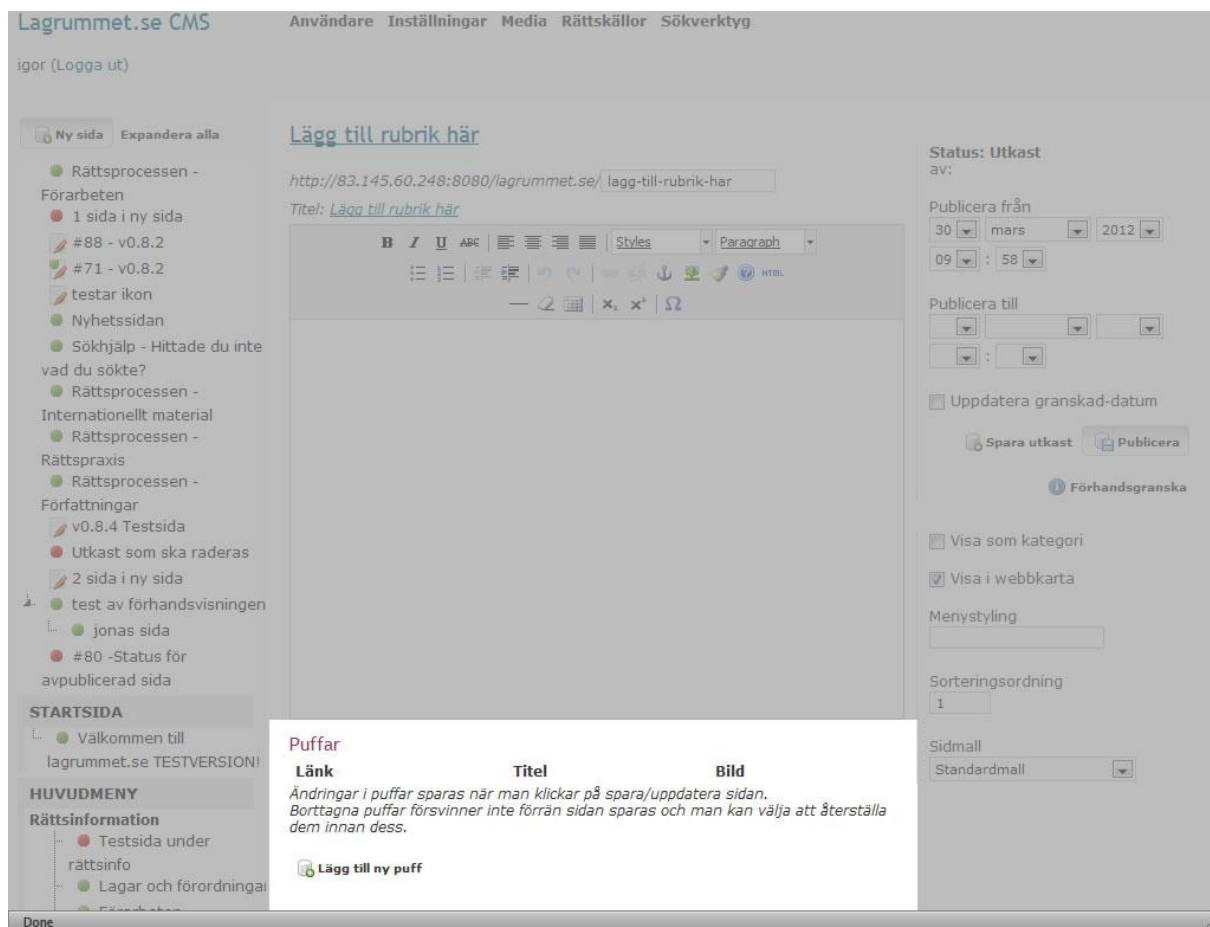 Lagrummet.se CMS
Användare Inställningar Media Rättskällor Sökverktyg
igor (Logga ut)
Ny sida Expandera alla
Rättsprocessen -
Förarbeten
1 sida i ny sida
#88 - v0.8.2
#71 - v0.8.2
testar ikon
Nyhetssidan
Sökhjälp - Hittade du inte
vad du sökte?
Rättsprocessen -
Internationellt material
Rättsprocessen -
Rättspraxis
Rättsprocessen -
Författningar
v0.8.4 Testsida
Utkast som ska raderas
2 sida i ny sida
test av förhandsvisningen
jonas sida
#80 -Status för
avpublicerad sida
STARTSIDA
Välkommen till
lagrummet.se TESTVERSION!
HUVUDMENY
Rättsinformation
Testsida under
rättsinfo
Lagar och förordningar
Förarbeten
Lägg till rubrik här
http://83.145.60.248:8080/lagrummet.se/ lagg-till-rubrik-har
Titel: Lägg till rubrik här
B I U ABC Styles Paragraph
HTML
x₂ x² Ω
Puffar
Länk Titel Bild
Ändringar i puffar sparas när man klickar på spara/uppdatera sidan.
Borttagna puffar försvinner inte förrän sidan sparas och man kan välja att återställa
dem innan dess.
Lägg till ny puff
Status: Utkast
av:
Publicera från
30 mars 2012
09 : 58
Publicera till
:
Uppdatera granskad-datum
Spara utkast Publicera
Förhandsgranska
Visa som kategori
Visa i webbkarta
Menystyling
Sorteringsordning
1
Sidmall
Standardmall
Done